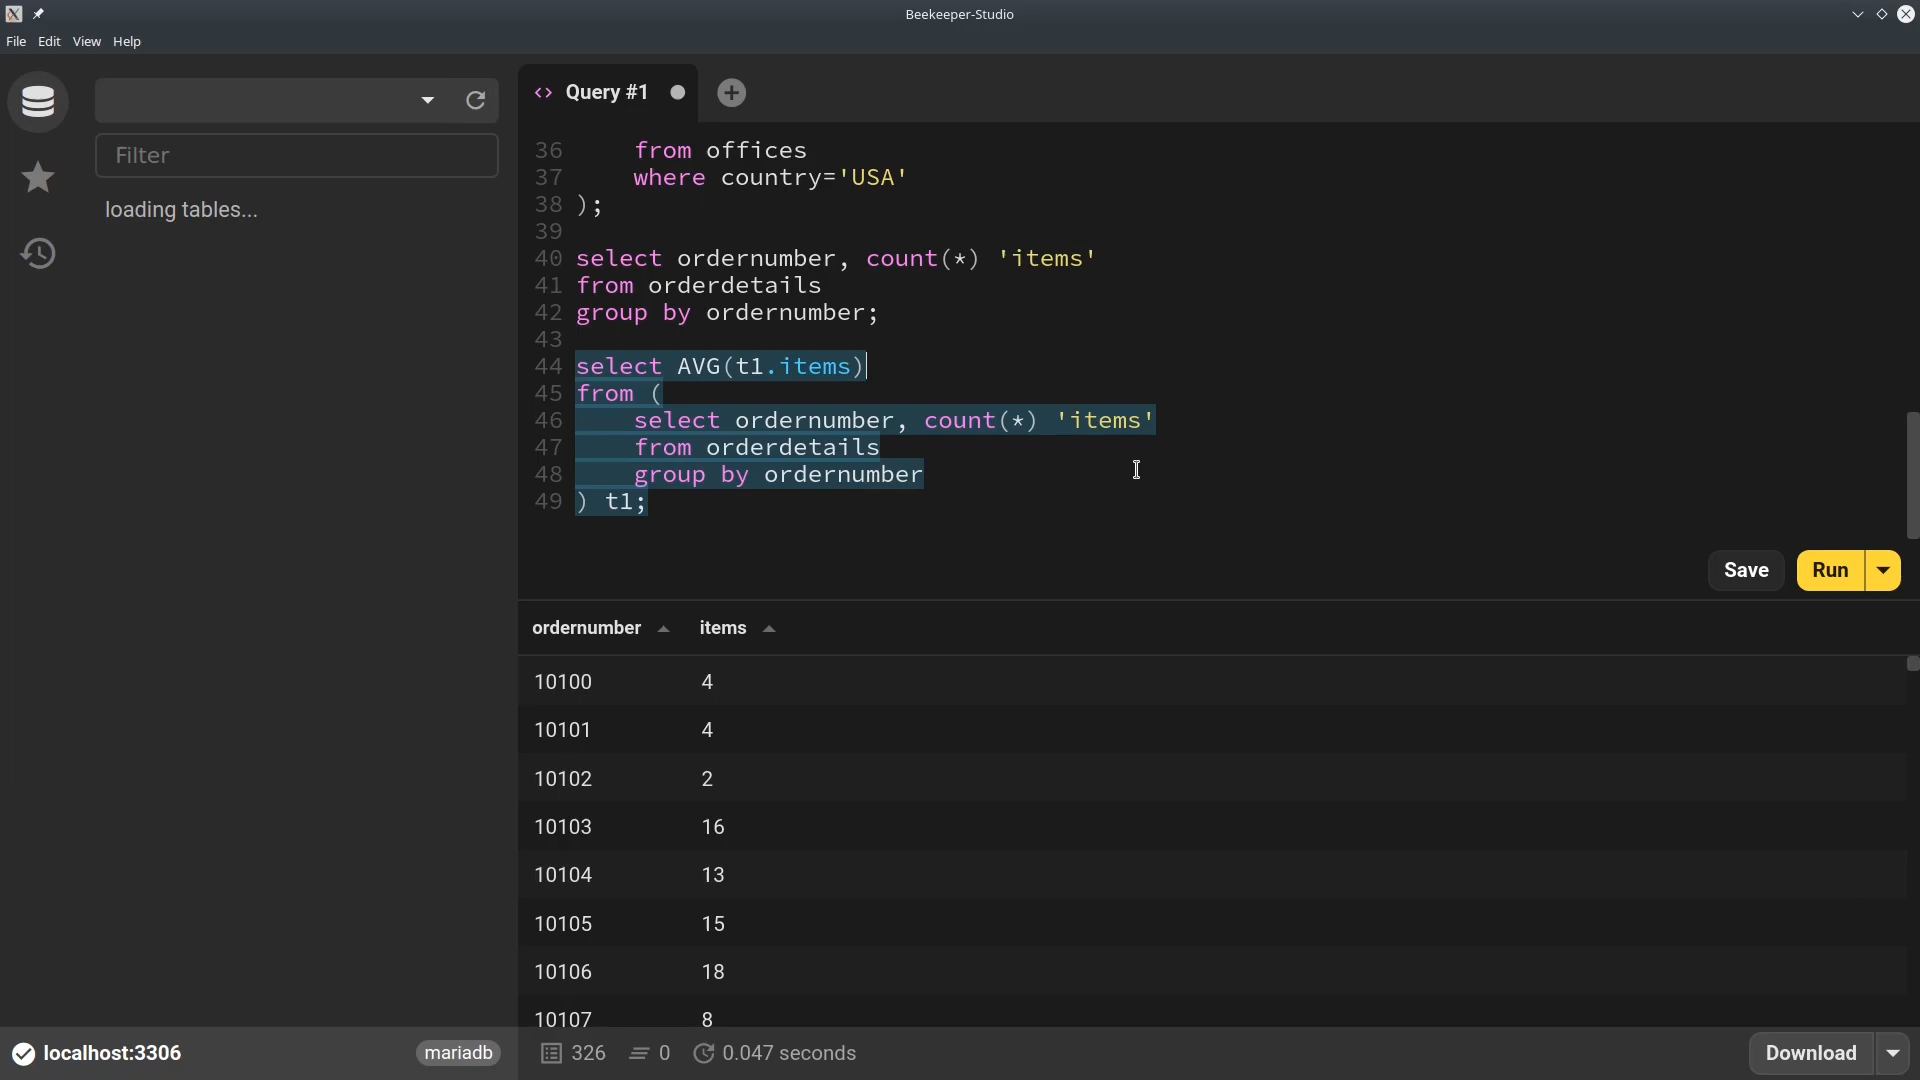 Beekeeper-Studio
File Edit View Help
Query #1
Filter
loading tables...
36 from offices
37 where country='USA'
38 );
39
40 select ordernumber, count(*) 'items'
41 from orderdetails
42 group by ordernumber;
43
44 select AVG(t1.items)
45 from (
46 select ordernumber, count(*) 'items'
47 from orderdetails
48 group by ordernumber
49 ) t1;
Save Run
ordernumber items
10100 4
10101 4
10102 2
10103 16
10104 13
10105 15
10106 18
10107 8
localhost:3306 mariadb 326 0 0.047 seconds Download